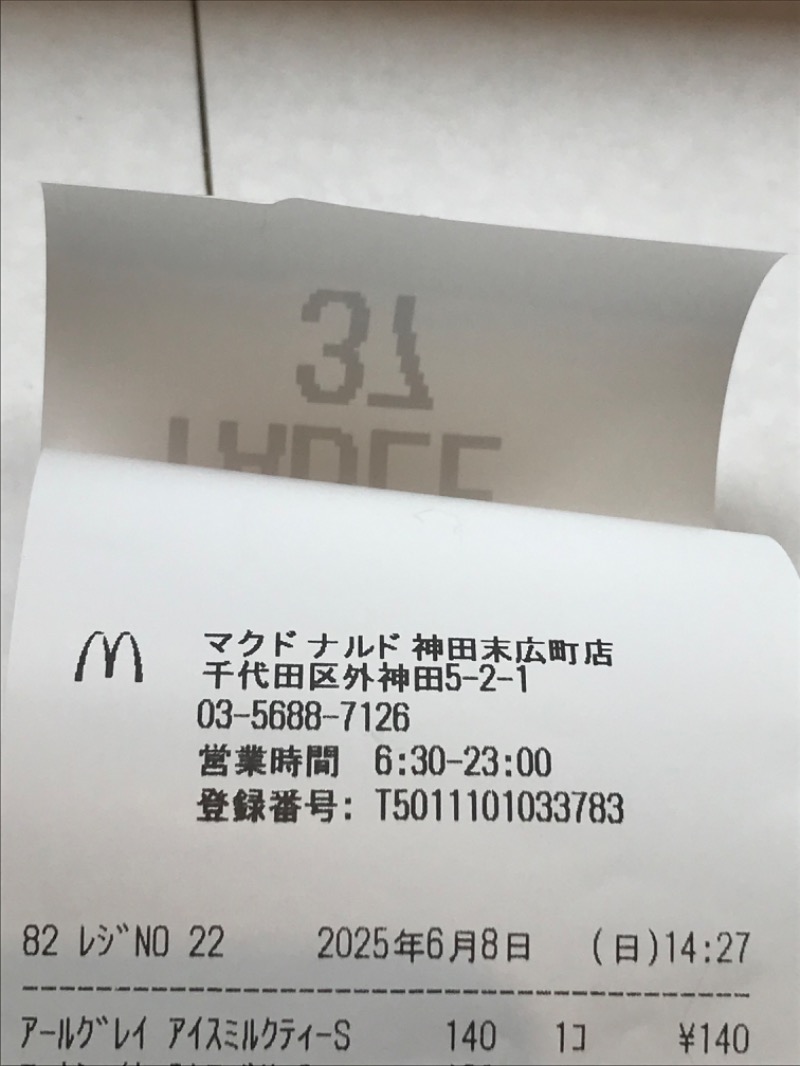 37
マクドナルド 神田末広町店
千代田区外神田5-2-1
03-5688-7126
営業時間 6:30-23:00
登録番号: T5011101033783
82 ﾚｼﾞNO 22 2025年6月8日 (日)14:27
ｱｰﾙｸﾞﾚｲ ｱｲｽﾐﾙｸﾃｨｰS 140 1ｺ ¥140